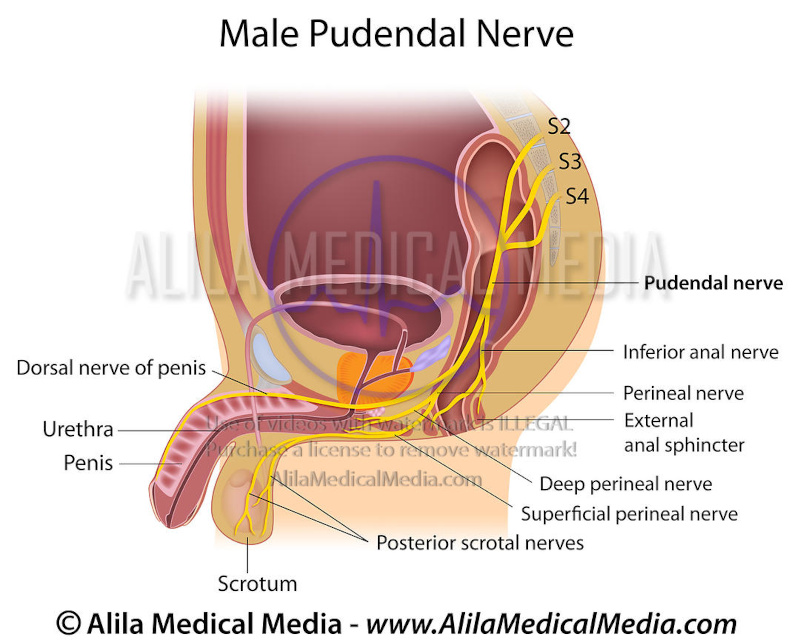 Male Pudendal Nerve
S2
S3
S4
ALILA MEDICAL MEDIA
Pudendal nerve
Inferior anal nerve
Dorsal nerve of penis
Perineal nerve
External
anal sphincter
Urethra
Use of videos with watermark is ILLEGAL
Purchase a license to remove watermark!
AlilaMedicalMedia.com
Penis
Deep perineal nerve
Superficial perineal nerve
Posterior scrotal nerves
Scrotum
© Alila Medical Media - www.AlilaMedicalMedia.com